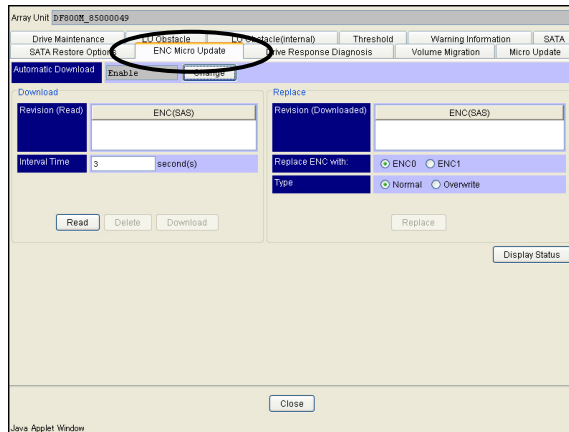 Array Unit DF800M_85000049
Drive Maintenance LU Obstacle LU Obstacle(internal) Threshold Warning Information SATA
SATA Restore Options ENC Micro Update Drive Response Diagnosis Volume Migration Micro Update
Automatic Download Enable Change
Download Replace
Revision (Read) ENC(SAS) Revision (Downloaded) ENC(SAS)
Interval Time 3 second(s) Replace ENC with: ENC0 ENC1
Type Normal Overwrite
Read Delete Download Replace
Display Status
Close
Java Applet Window